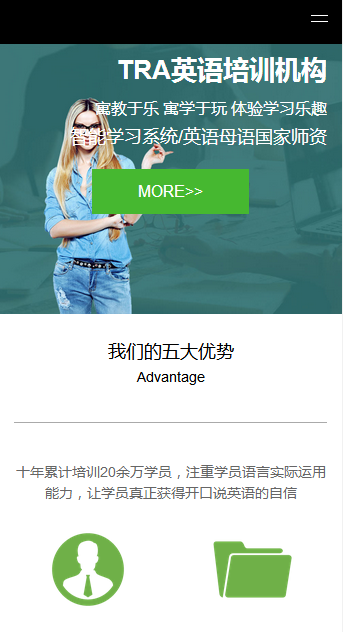 TRA英语培训机构
寓教于乐 寓学于玩 体验学习乐趣
智能学习系统/英语母语国家师资
MORE>>
我们的五大优势
Advantage
十年累计培训20余万学员，注重学员语言实际运用
能力，让学员真正获得开口说英语的自信